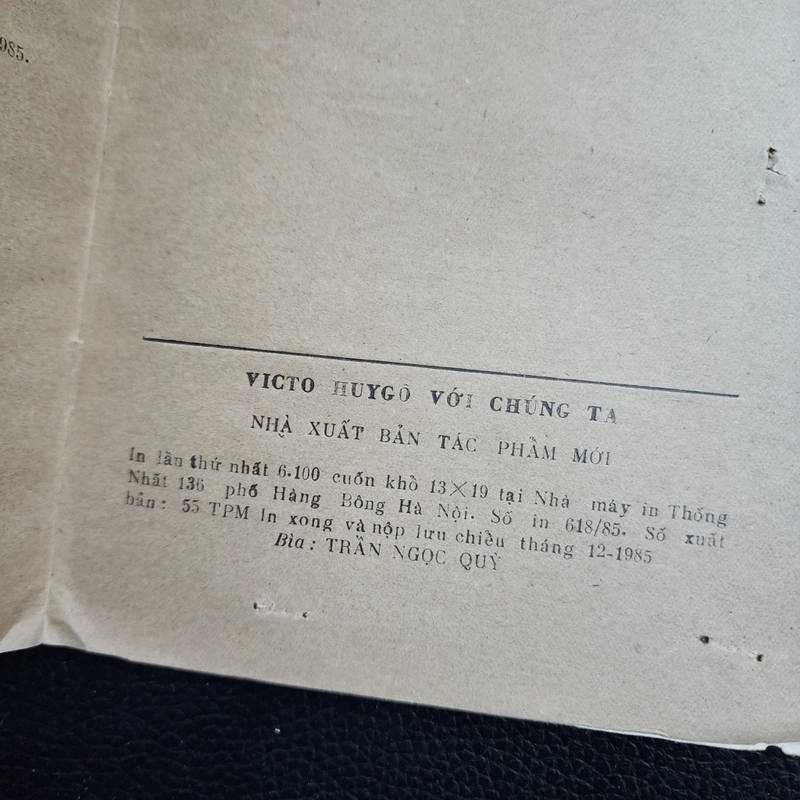 985.
VICTO HUYGÔ VỚI CHÚNG TA
NHÀ XUẤT BẢN TÁC PHẨM MỚI
In lần thứ nhất 6.100 cuốn khổ 13×19 tại Nhà máy in Thống
Nhất 136 phố Hàng Bông Hà Nội. Số in 618/85. Số xuất
bản: 55 TPM In xong và nộp lưu chiểu tháng 12-1985
Bìa: TRẦN NGỌC QUỲ